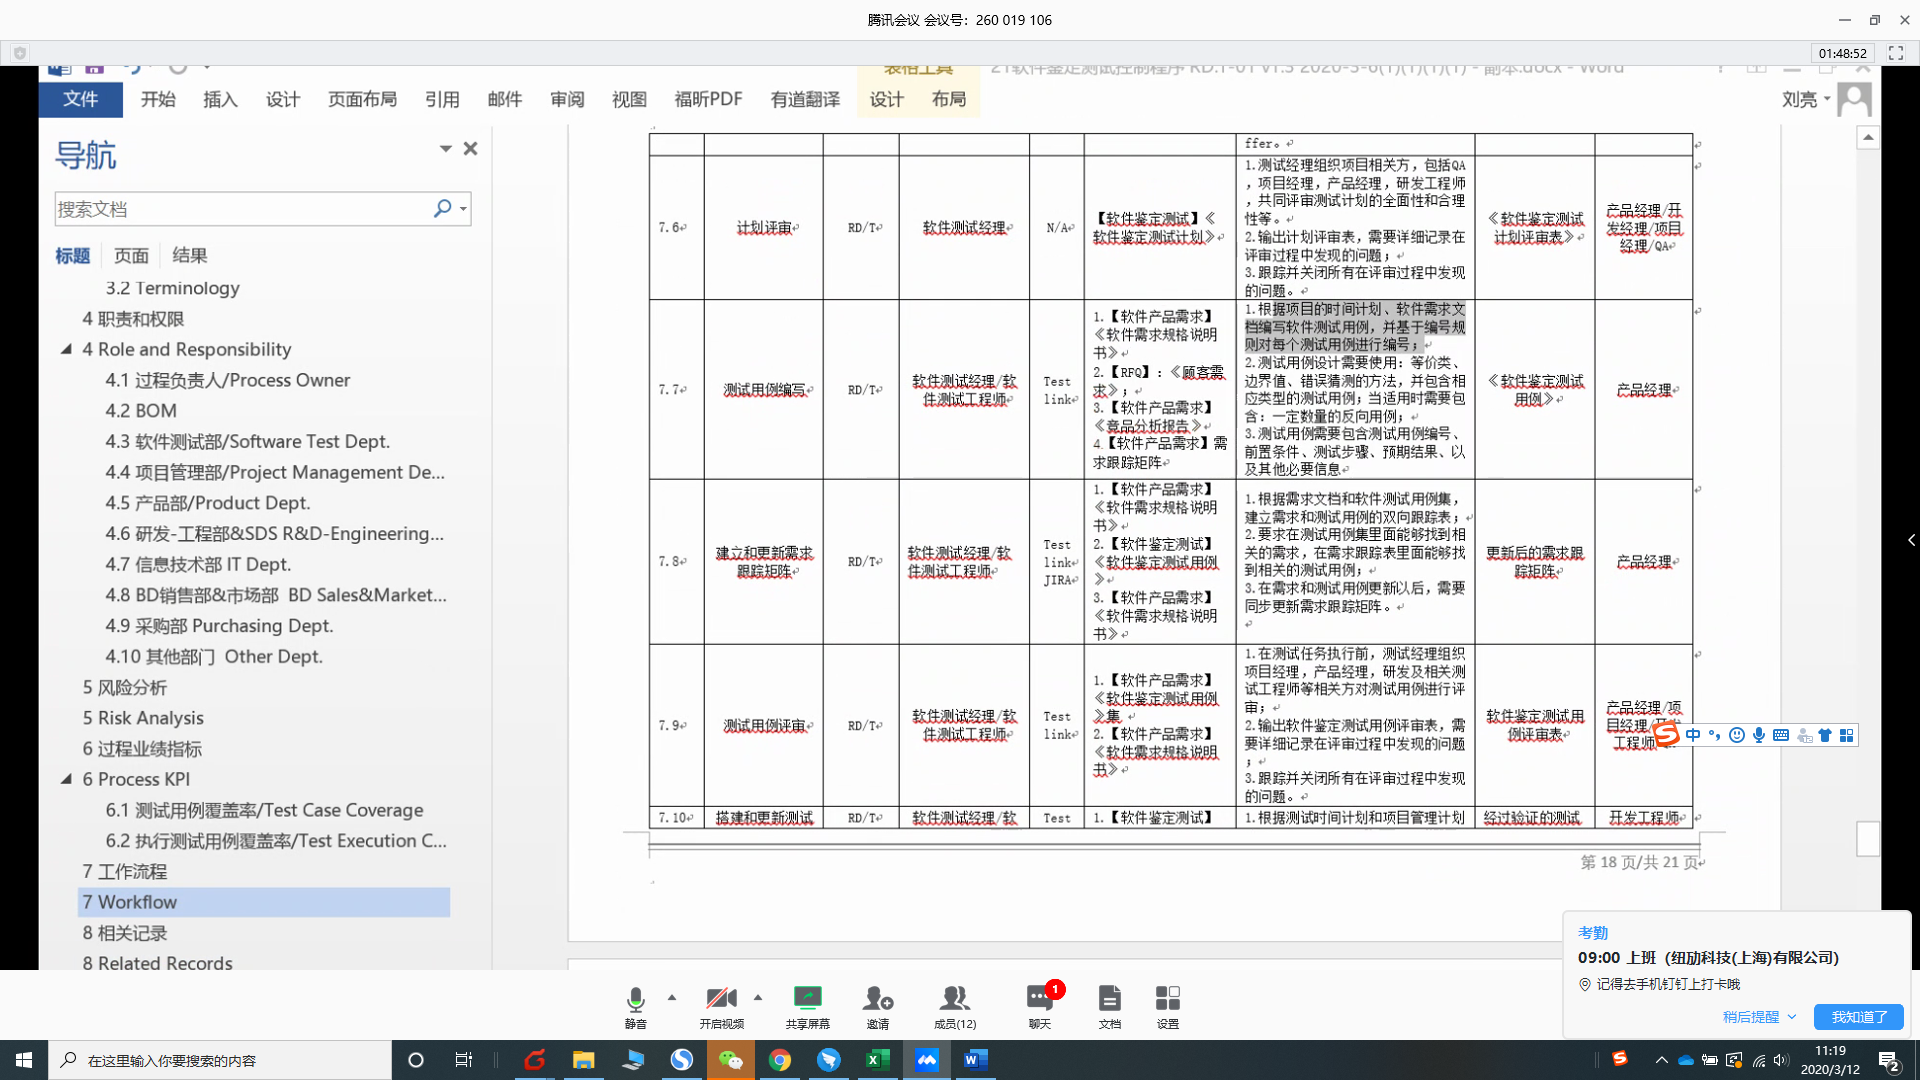 腾讯会议 会议号：260 019 106
01:48:52
表格工具
21软件鉴定测试控制程序 RD.T-01 V1.3 2020-3-6(1)(1)(1)(1) - 副本.docx - Word
文件 开始 插入 设计 页面布局 引用 邮件 审阅 视图 福昕PDF 有道翻译 设计 布局
刘亮
导航
搜索文档
标题 页面 结果
3.2 Terminology
4 职责和权限
4 Role and Responsibility
4.1 过程负责人/Process Owner
4.2 BOM
4.3 软件测试部/Software Test Dept.
4.4 项目管理部/Project Management De...
4.5 产品部/Product Dept.
4.6 研发-工程部&SDS R&D-Engineering...
4.7 信息技术部 IT Dept.
4.8 BD销售部&市场部 BD Sales&Market...
4.9 采购部 Purchasing Dept.
4.10 其他部门 Other Dept.
5 风险分析
5 Risk Analysis
6 过程业绩指标
6 Process KPI
6.1 测试用例覆盖率/Test Case Coverage
6.2 执行测试用例覆盖率/Test Execution C...
7 工作流程
7 Workflow
8 相关记录
8 Related Records
ffer。
7.6
计划评审
RD/T
软件测试经理
N/A
【软件鉴定测试】《
软件鉴定测试计划》
1.测试经理组织项目相关方，包括QA
，项目经理，产品经理，研发工程师
，共同评审测试计划的全面性和合理
性等。
2.输出计划评审表，需要详细记录在
评审过程中发现的问题；
3.跟踪并关闭所有在评审过程中发现
的问题。
《软件鉴定测试
计划评审表》
产品经理/开
发经理/项目
经理/QA
7.7
测试用例编写
RD/T
软件测试经理/软
件测试工程师
Test
link
1.【软件产品需求】
《软件需求规格说明
书》
2.【RFQ】：《顾客需
求》；
3.【软件产品需求】
《竞品分析报告》
4.【软件产品需求】需
求跟踪矩阵
1.根据项目的时间计划、软件需求文
档编写软件测试用例，并基于编号规
则对每个测试用例进行编号；
2.测试用例设计需要使用：等价类、
边界值、错误猜测的方法，并包含相
应类型的测试用例；当适用时需要包
含：一定数量的反向用例；
3.测试用例需要包含测试用例编号、
前置条件、测试步骤、预期结果、以
及其他必要信息
《软件鉴定测试
用例》
产品经理
7.8
建立和更新需求
跟踪矩阵
RD/T
软件测试经理/软
件测试工程师
Test
link
JIRA
1.【软件产品需求】
《软件需求规格说明
书》
2.【软件鉴定测试】
《软件鉴定测试用例
》
3.【软件产品需求】
《软件需求规格说明
书》
1.根据需求文档和软件测试用例集，
建立需求和测试用例的双向跟踪表；
2.要求在测试用例集里面能够找到相
关的需求，在需求跟踪表里面能够找
到相关的测试用例；
3.在需求和测试用例更新以后，需要
同步更新需求跟踪矩阵。
更新后的需求跟
踪矩阵
产品经理
7.9
测试用例评审
RD/T
软件测试经理/软
件测试工程师
Test
link
1.【软件产品需求】
《软件鉴定测试用例
》集
2.【软件产品需求】
《软件需求规格说明
书》
1.在测试任务执行前，测试经理组织
项目经理，产品经理，研发及相关测
试工程师等相关方对测试用例进行评
审；
2.输出软件鉴定测试用例评审表，需
要详细记录在评审过程中发现的问题
；
3.跟踪并关闭所有在评审过程中发现
的问题。
软件鉴定测试用
例评审表
产品经理/项
目经理/开发
工程师
7.10
搭建和更新测试
RD/T
软件测试经理/软
Test
1.【软件鉴定测试】
1.根据测试时间计划和项目管理计划
经过验证的测试
开发工程师
第 18 页/共 21 页
中
考勤
09:00 上班 (纽劢科技(上海)有限公司)
记得去手机钉钉上打卡哦
稍后提醒 我知道了
静音 开启视频 共享屏幕 邀请 成员(12) 聊天 文档 设置
1
在这里输入你要搜索的内容
11:19
2020/3/12
2